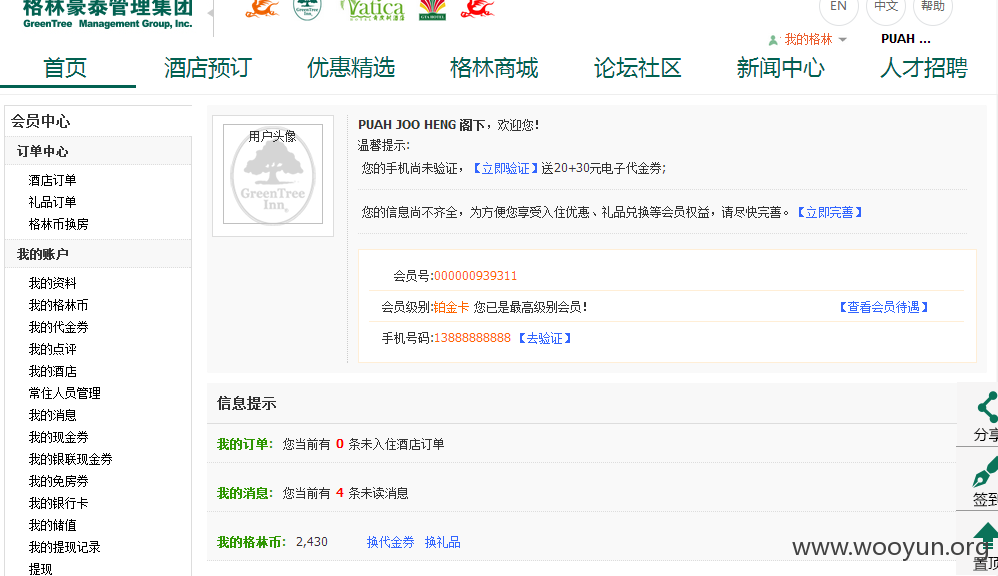 格林豪泰管理集团
GreenTree Management Group, Inc.
GreenTree Inn
Vatica
EN
中文
帮助
我的格林
PUAH ...
首页
酒店预订
优惠精选
格林商城
论坛社区
新闻中心
人才招聘
会员中心
订单中心
酒店订单
礼品订单
格林币换房
我的账户
我的资料
我的格林币
我的代金券
我的点评
我的酒店
常住人员管理
我的消息
我的现金券
我的银联现金券
我的免房券
我的银行卡
我的储值
我的提现记录
提现
用户头像
GreenTree
Inn®
PUAH JOO HENG 阁下，欢迎您!
温馨提示:
您的手机尚未验证，【立即验证】送20+30元电子代金券;
您的信息尚不齐全，为方便您享受入住优惠、礼品兑换等会员权益，请尽快完善。【立即完善】
会员号:000000939311
会员级别:铂金卡 您已是最高级别会员! 【查看会员待遇】
手机号码:13888888888 【去验证】
信息提示
我的订单: 您当前有 0 条未入住酒店订单
我的消息: 您当前有 4 条未读消息
我的格林币: 2,430 换代金券 换礼品
分享
签到
置顶
www.wooyun.org